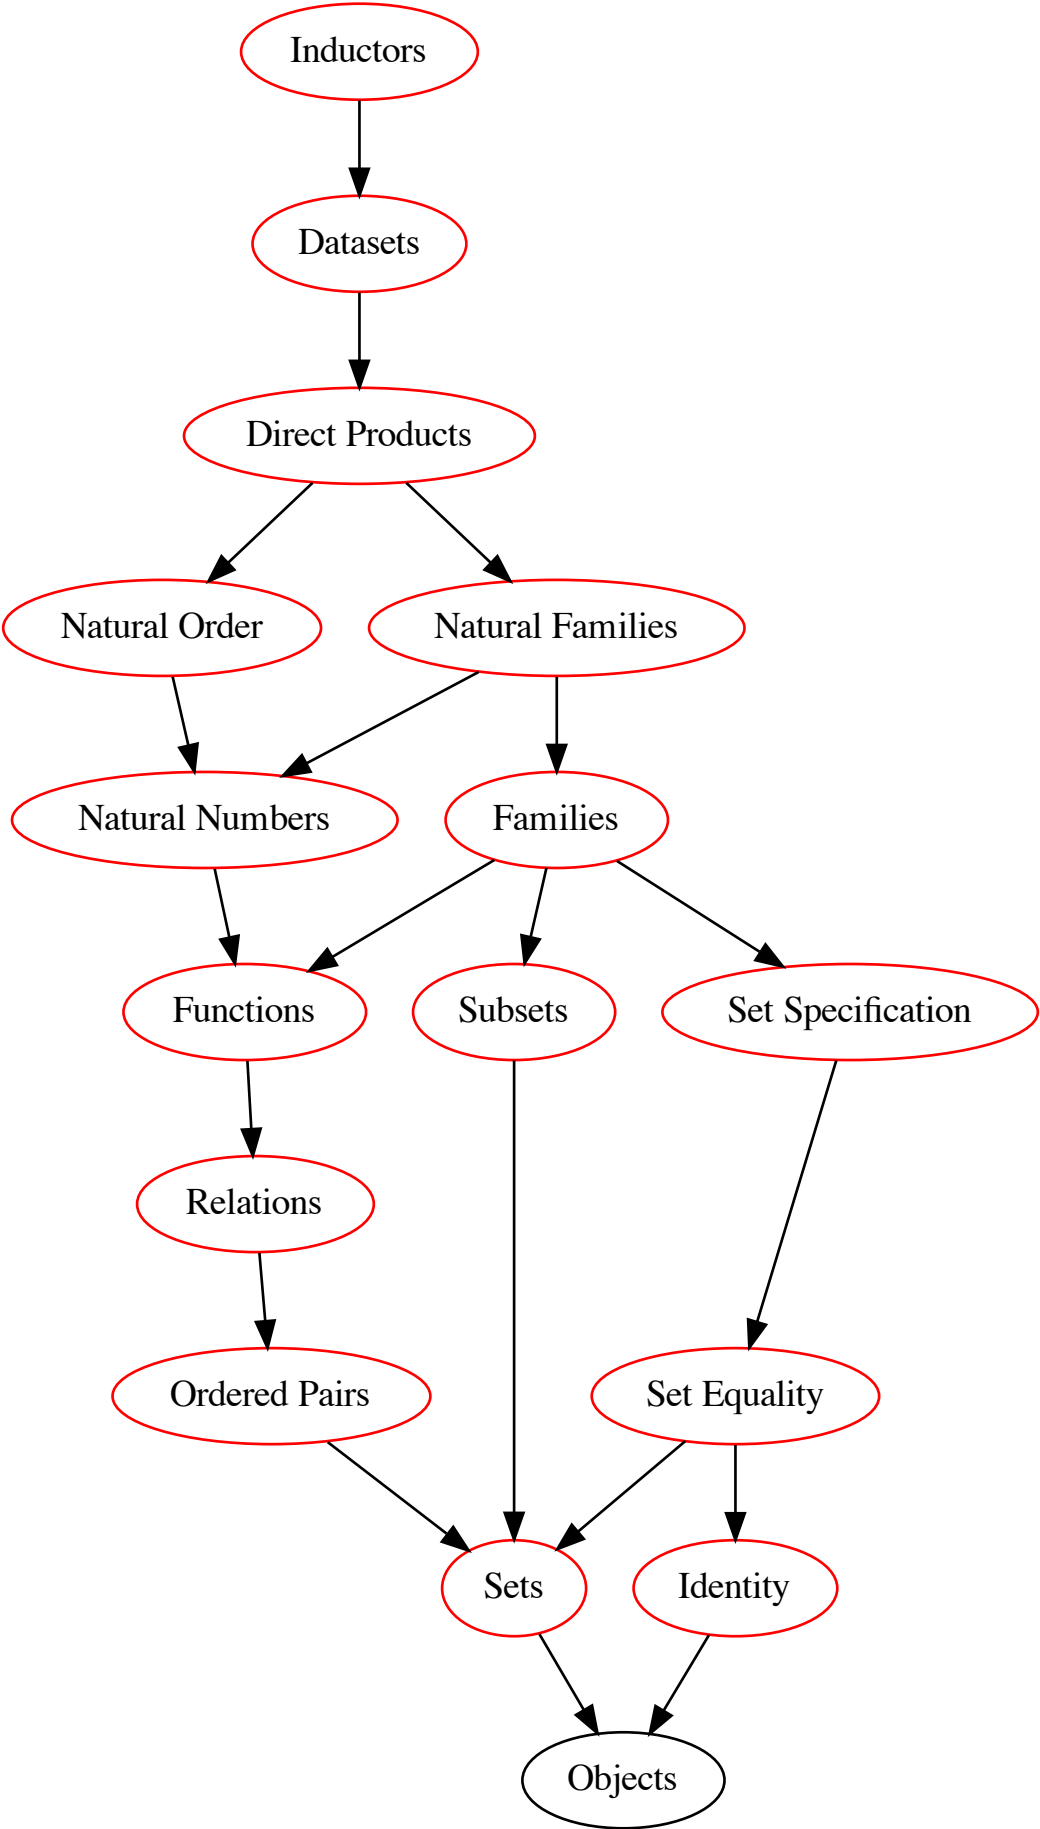 Inductors
Datasets
Direct Products
Natural Order
Natural Families
Natural Numbers
Families
Functions
Subsets
Set Specification
Relations
Ordered Pairs
Set Equality
Sets
Identity
Objects